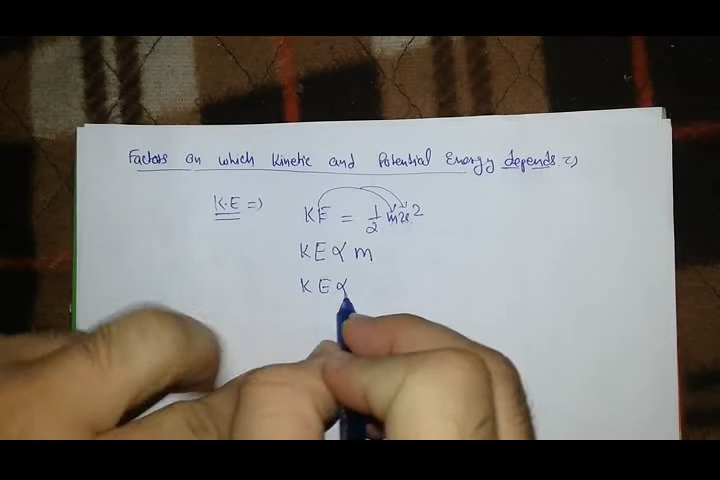 Factors on which Kinetic and Potential Energy depends =)
K.E =) KE = 1/2 mv²
KE ∝ m
KE ∝